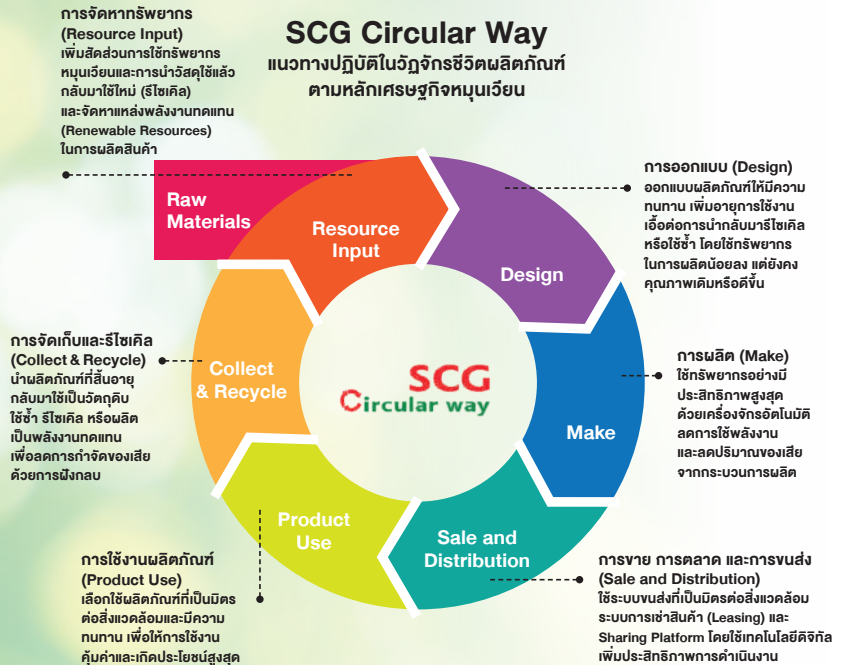 การจัดหาทรัพยากร
(Resource Input)
เพิ่มสัดส่วนการใช้ทรัพยากร
หมุนเวียนและการนำวัสดุใช้แล้ว
กลับมาใช้ใหม่ (รีไซเคิล)
และจัดหาแหล่งพลังงานทดแทน
(Renewable Resources)
ในการผลิตสินค้า
SCG Circular Way
แนวทางปฏิบัติในวัฏจักรชีวิตผลิตภัณฑ์
ตามหลักเศรษฐกิจหมุนเวียน
Raw
Materials
Resource
Input
Design
การออกแบบ (Design)
ออกแบบผลิตภัณฑ์ให้มีความ
ทนทาน เพิ่มอายุการใช้งาน
เอื้อต่อการนำกลับมารีไซเคิล
หรือใช้ซ้ำ โดยใช้ทรัพยากร
ในการผลิตน้อยลง แต่ยังคง
คุณภาพเดิมหรือดีขึ้น
การจัดเก็บและรีไซเคิล
(Collect & Recycle)
นำผลิตภัณฑ์ที่สิ้นอายุ
กลับมาใช้เป็นวัตถุดิบ
ใช้ซ้ำ รีไซเคิล หรือผลิต
เป็นพลังงานทดแทน
เพื่อลดการกำจัดของเสีย
ด้วยการฝังกลบ
Collect
& Recycle
SCG
Circular way
Make
การผลิต (Make)
ใช้ทรัพยากรอย่างมี
ประสิทธิภาพสูงสุด
ด้วยเครื่องจักรอัตโนมัติ
ลดการใช้พลังงาน
และลดปริมาณของเสีย
จากกระบวนการผลิต
Product
Use
Sale and
Distribution
การใช้งานผลิตภัณฑ์
(Product Use)
เลือกใช้ผลิตภัณฑ์ที่เป็นมิตร
ต่อสิ่งแวดล้อมและมีความ
ทนทาน เพื่อให้การใช้งาน
คุ้มค่าและเกิดประโยชน์สูงสุด
การขาย การตลาด และการขนส่ง
(Sale and Distribution)
ใช้ระบบขนส่งที่เป็นมิตรต่อสิ่งแวดล้อม
ระบบการเช่าสินค้า (Leasing) และ
Sharing Platform โดยใช้เทคโนโลยีดิจิทัล
เพิ่มประสิทธิภาพการดำเนินงาน